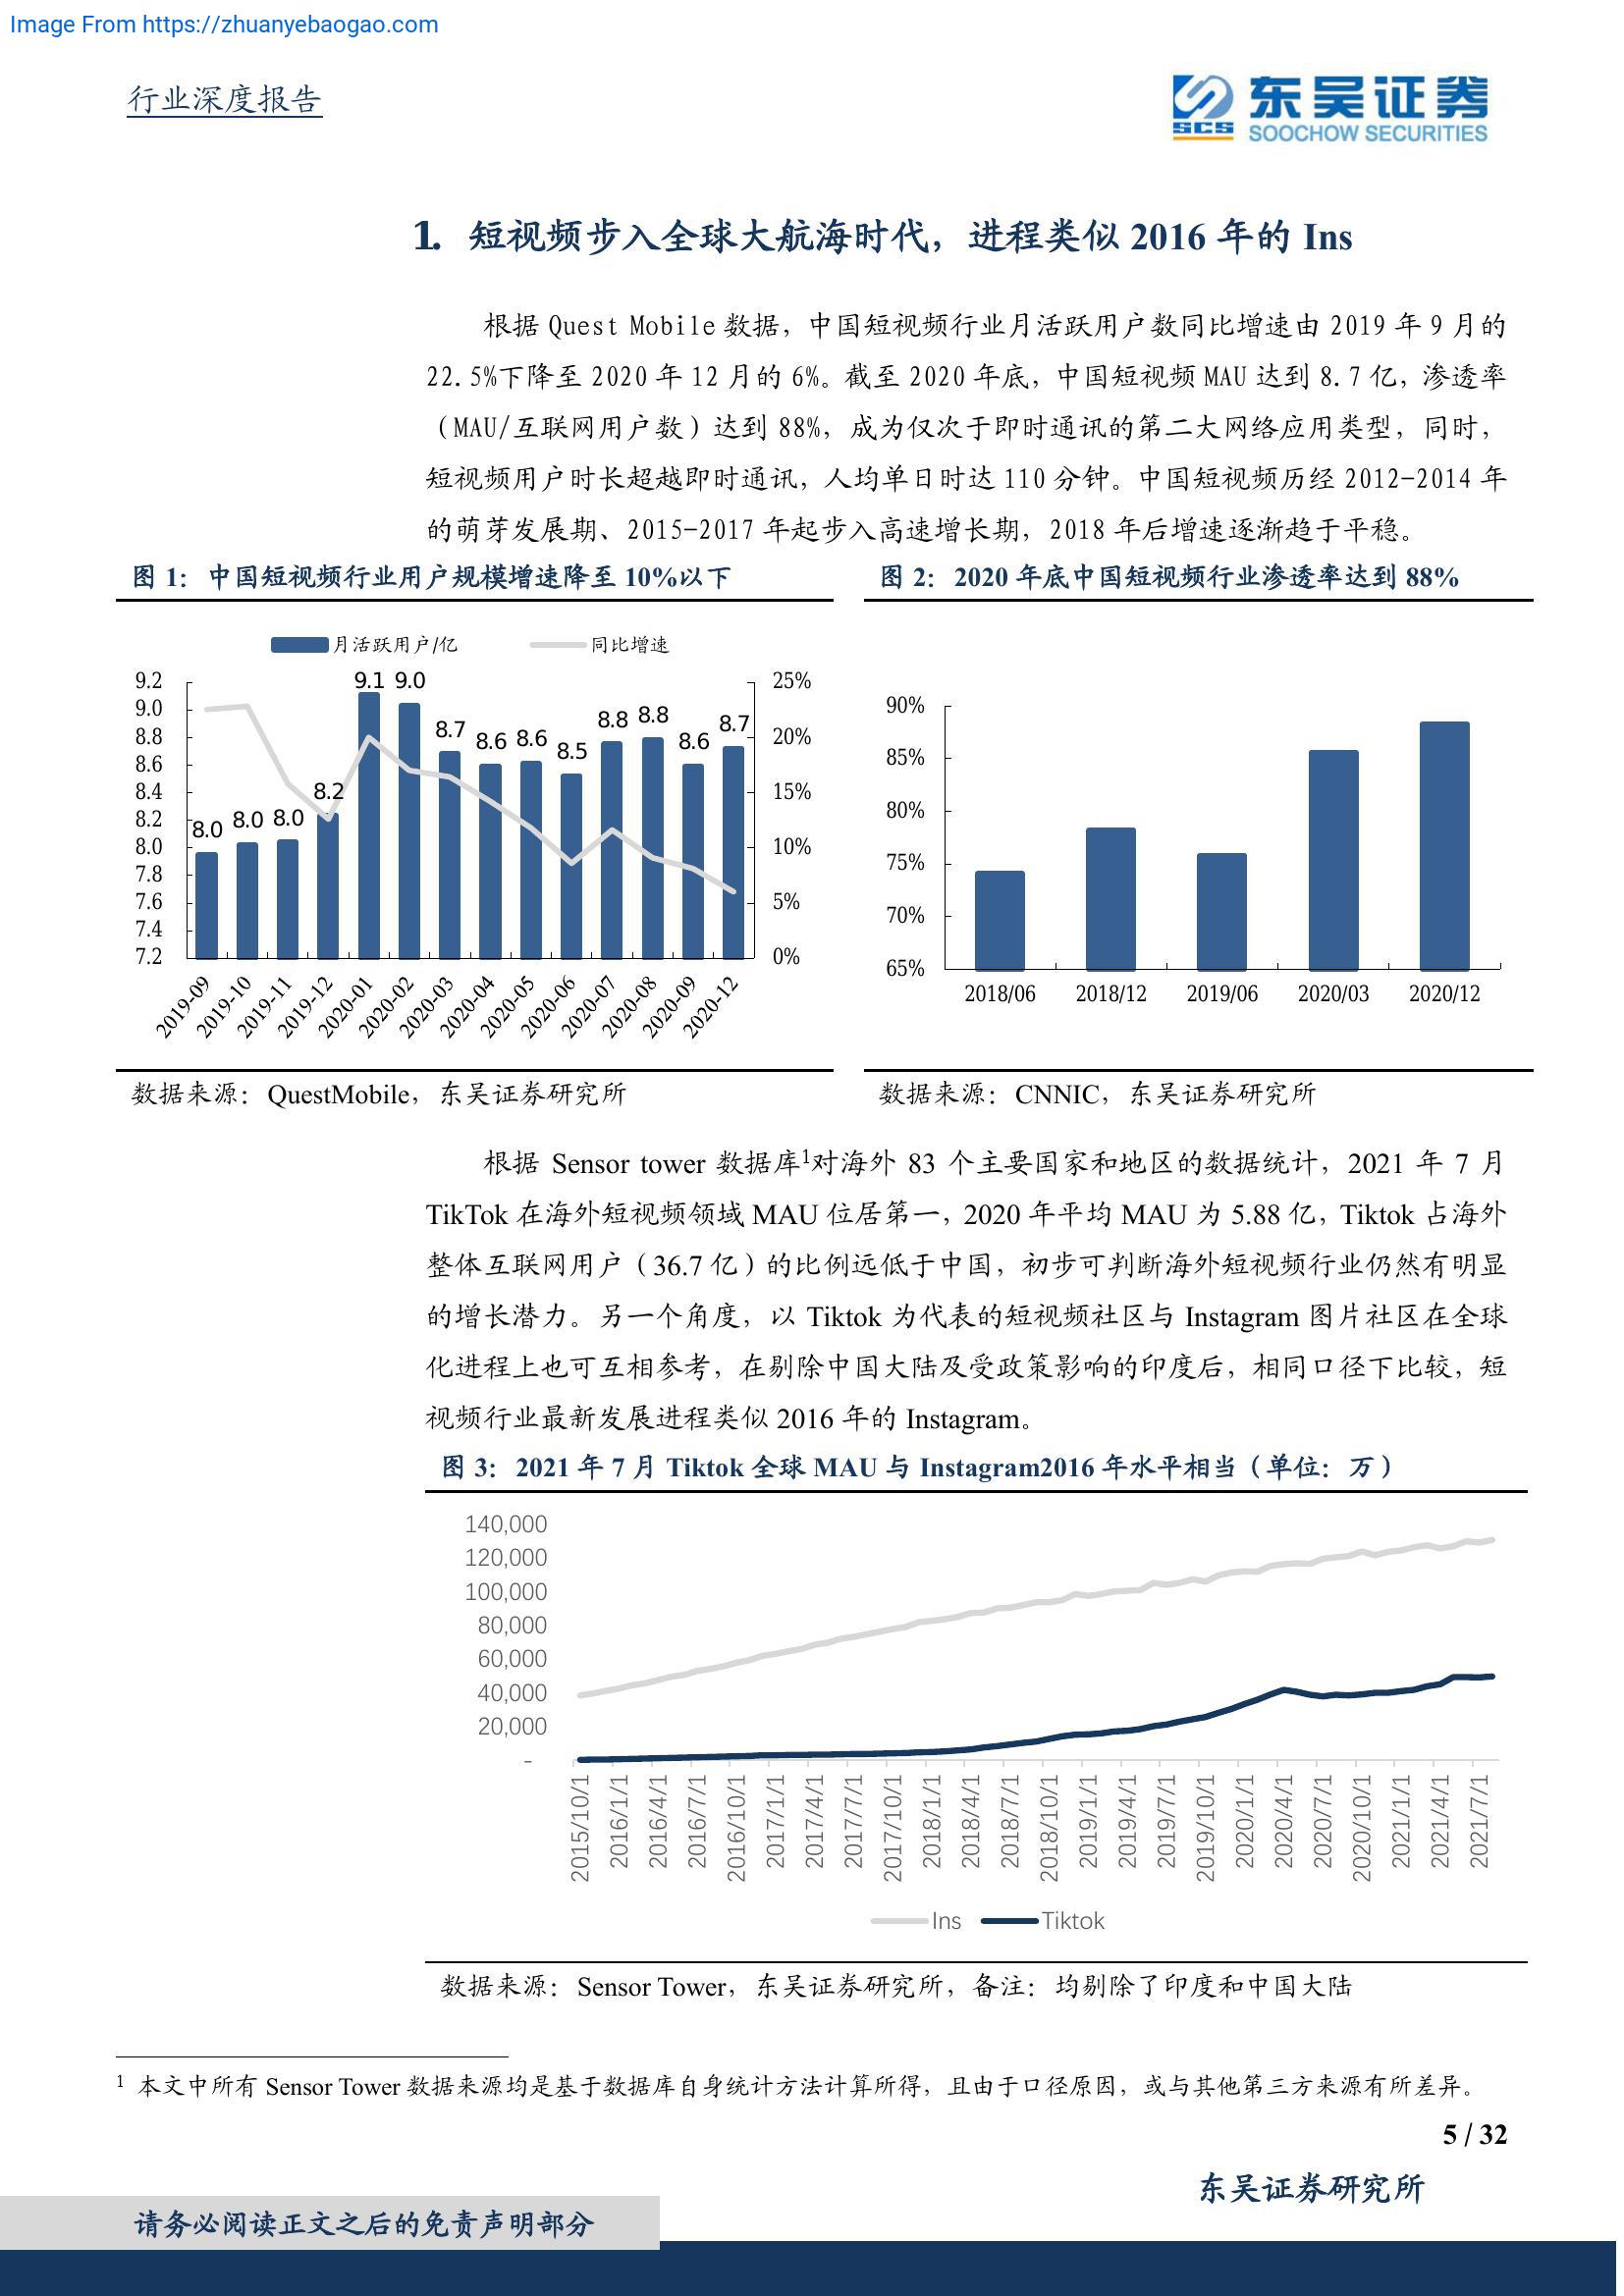 Image From https://zhuanyebaogao.com
行业深度报告
SCS
东吴证券
SOOCHOW SECURITIES
1. 短视频步入全球大航海时代，进程类似 2016 年的 Ins
根据 Quest Mobile 数据，中国短视频行业月活跃用户数同比增速由 2019 年 9 月的
22.5%下降至 2020 年 12 月的 6%。截至 2020 年底，中国短视频 MAU 达到 8.7 亿，渗透率
（MAU/互联网用户数）达到 88%，成为仅次于即时通讯的第二大网络应用类型，同时，
短视频用户时长超越即时通讯，人均单日时达 110 分钟。中国短视频历经 2012-2014 年
的萌芽发展期、2015-2017 年起步入高速增长期，2018 年后增速逐渐趋于平稳。
图 1：中国短视频行业用户规模增速降至 10%以下
月活跃用户/亿 同比增速
9.2
9.0
8.8
8.6
8.4
8.2
8.0
7.8
7.6
7.4
7.2
8.0 8.0 8.0 8.2 9.1 9.0 8.7 8.6 8.6 8.5 8.8 8.8 8.6 8.7
25%
20%
15%
10%
5%
0%
2019-09 2019-10 2019-11 2019-12 2020-01 2020-02 2020-03 2020-04 2020-05 2020-06 2020-07 2020-08 2020-09 2020-12
数据来源：QuestMobile，东吴证券研究所
图 2：2020 年底中国短视频行业渗透率达到 88%
90%
85%
80%
75%
70%
65%
2018/06 2018/12 2019/06 2020/03 2020/12
数据来源：CNNIC，东吴证券研究所
根据 Sensor tower 数据库1对海外 83 个主要国家和地区的数据统计，2021 年 7 月
TikTok 在海外短视频领域 MAU 位居第一，2020 年平均 MAU 为 5.88 亿，Tiktok 占海外
整体互联网用户（36.7 亿）的比例远低于中国，初步可判断海外短视频行业仍然有明显
的增长潜力。另一个角度，以 Tiktok 为代表的短视频社区与 Instagram 图片社区在全球
化进程上也可互相参考，在剔除中国大陆及受政策影响的印度后，相同口径下比较，短
视频行业最新发展进程类似 2016 年的 Instagram。
图 3：2021 年 7 月 Tiktok 全球 MAU 与 Instagram2016 年水平相当（单位：万）
140,000
120,000
100,000
80,000
60,000
40,000
20,000
-
2015/10/1 2016/1/1 2016/4/1 2016/7/1 2016/10/1 2017/1/1 2017/4/1 2017/7/1 2017/10/1 2018/1/1 2018/4/1 2018/7/1 2018/10/1 2019/1/1 2019/4/1 2019/7/1 2019/10/1 2020/1/1 2020/4/1 2020/7/1 2020/10/1 2021/1/1 2021/4/1 2021/7/1
Ins Tiktok
数据来源：Sensor Tower，东吴证券研究所，备注：均剔除了印度和中国大陆
1 本文中所有 Sensor Tower 数据来源均是基于数据库自身统计方法计算所得，且由于口径原因，或与其他第三方来源有所差异。
5 / 32
东吴证券研究所
请务必阅读正文之后的免责声明部分